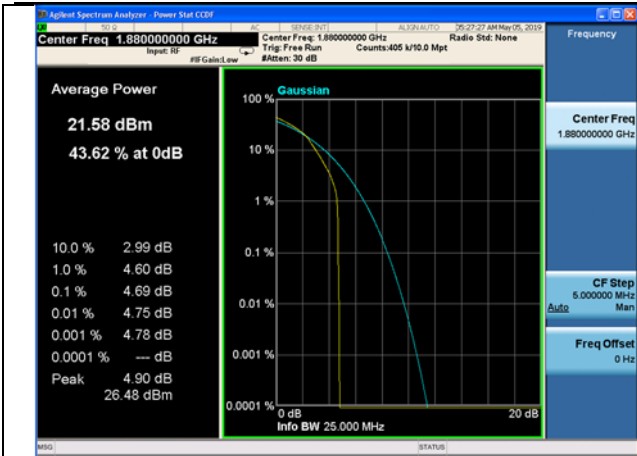 Agilent Spectrum Analyzer - Power Stat CCDF
50 Ω AC SENSE:INT ALIGN AUTO 05:27:27 AM May 05, 2019
Center Freq 1.880000000 GHz
Input: RF
#IFGain:Low
Center Freq: 1.880000000 GHz
Trig: Free Run Counts:405 k/10.0 Mpt
#Atten: 30 dB
Radio Std: None
Frequency
Average Power
21.58 dBm
43.62 % at 0dB
10.0 % 2.99 dB
1.0 % 4.60 dB
0.1 % 4.69 dB
0.01 % 4.75 dB
0.001 % 4.78 dB
0.0001 % --- dB
Peak 4.90 dB
26.48 dBm
Gaussian
100 %
10 %
1 %
0.1 %
0.01 %
0.001 %
0.0001 %
0 dB 20 dB
Info BW 25.000 MHz
Center Freq
1.880000000 GHz
CF Step
5.000000 MHz
Auto Man
Freq Offset
0 Hz
MSG STATUS